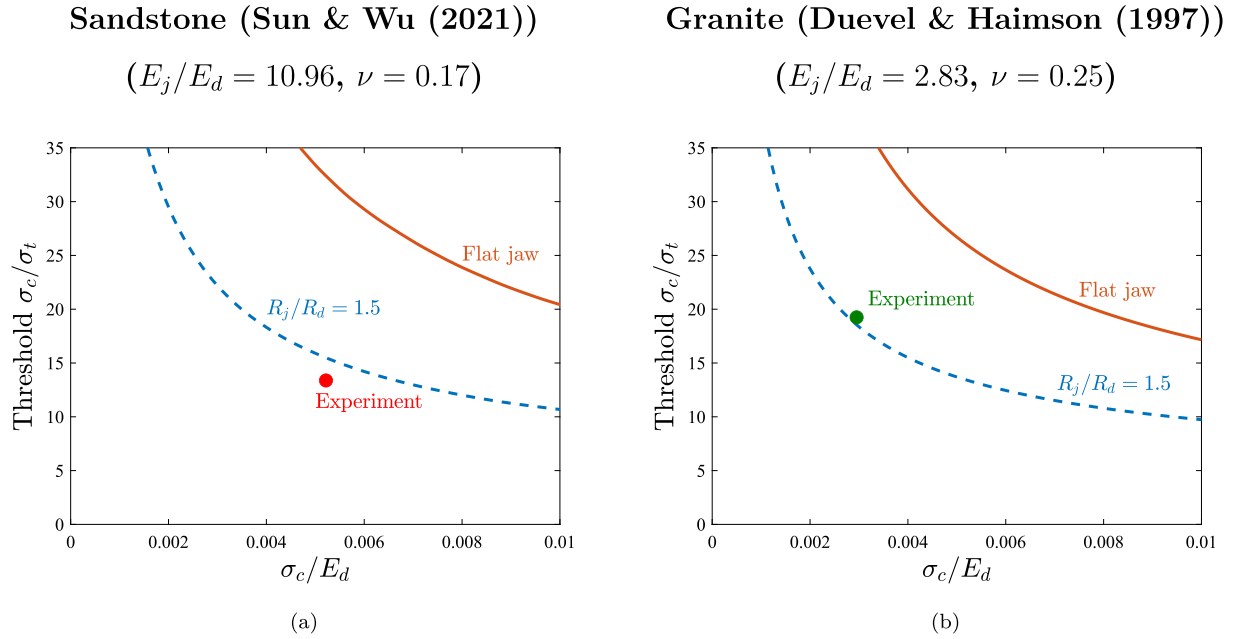 Sandstone (Sun & Wu (2021))
(E_j/E_d = 10.96, ν = 0.17)
35
30
25
20
15
10
5
0
Threshold σ_c/σ_t
Flat jaw
R_j/R_d = 1.5
Experiment
0 0.002 0.004 0.006 0.008 0.01
σ_c/E_d
(a)
Granite (Duevel & Haimson (1997))
(E_j/E_d = 2.83, ν = 0.25)
35
30
25
20
15
10
5
0
Threshold σ_c/σ_t
Experiment
Flat jaw
R_j/R_d = 1.5
0 0.002 0.004 0.006 0.008 0.01
σ_c/E_d
(b)